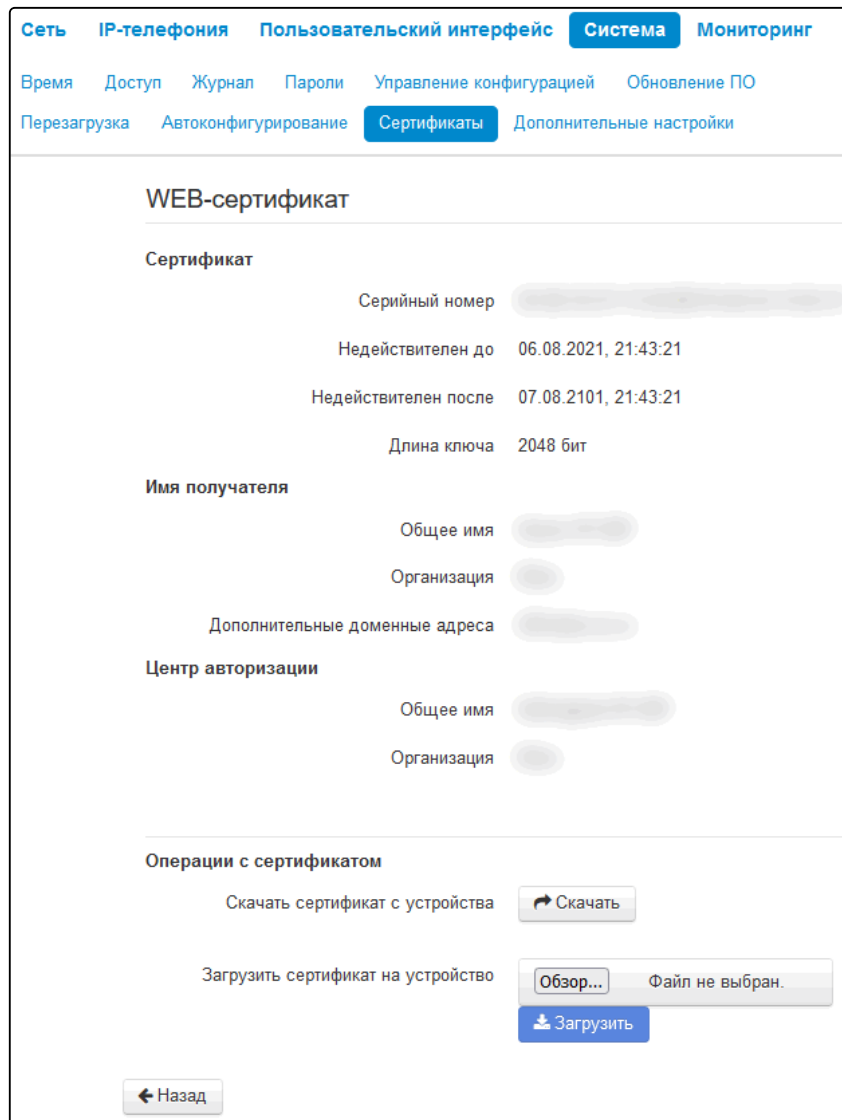 Сеть IP-телефония Пользовательский интерфейс Система Мониторинг
Время Доступ Журнал Пароли Управление конфигурацией Обновление ПО
Перезагрузка Автоконфигурирование Сертификаты Дополнительные настройки
WEB-сертификат
Сертификат
Серийный номер
Недействителен до 06.08.2021, 21:43:21
Недействителен после 07.08.2101, 21:43:21
Длина ключа 2048 бит
Имя получателя
Общее имя
Организация
Дополнительные доменные адреса
Центр авторизации
Общее имя
Организация
Операции с сертификатом
Скачать сертификат с устройства Скачать
Загрузить сертификат на устройство Обзор... Файл не выбран.
Загрузить
Назад